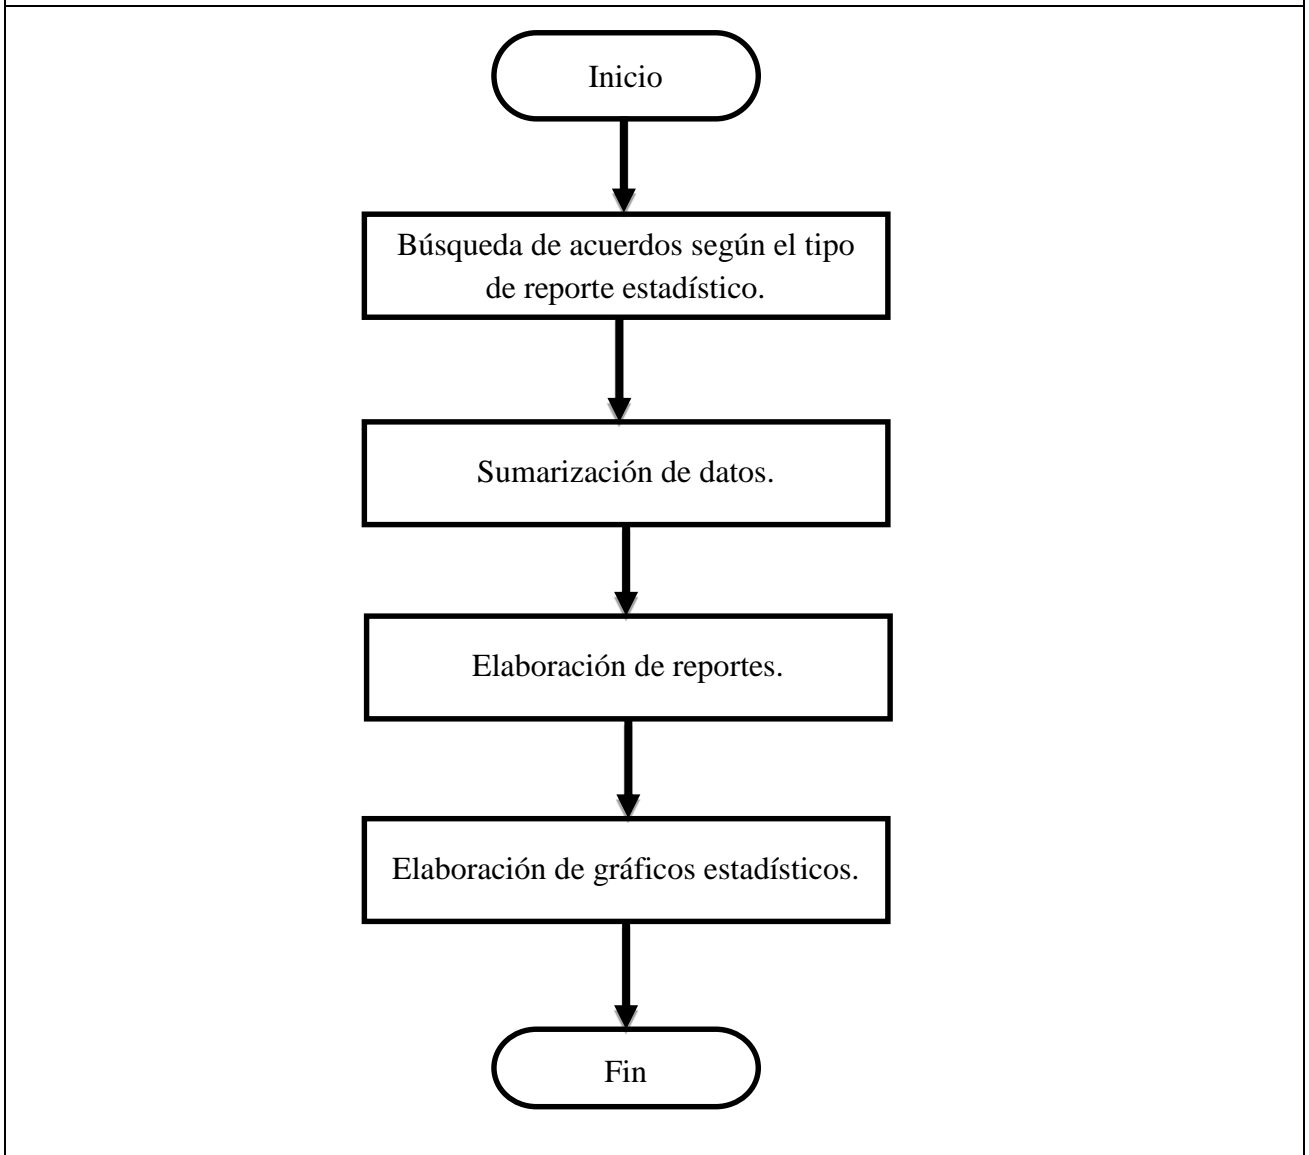 Inicio
Búsqueda de acuerdos según el tipo
de reporte estadístico.
Sumarización de datos.
Elaboración de reportes.
Elaboración de gráficos estadísticos.
Fin